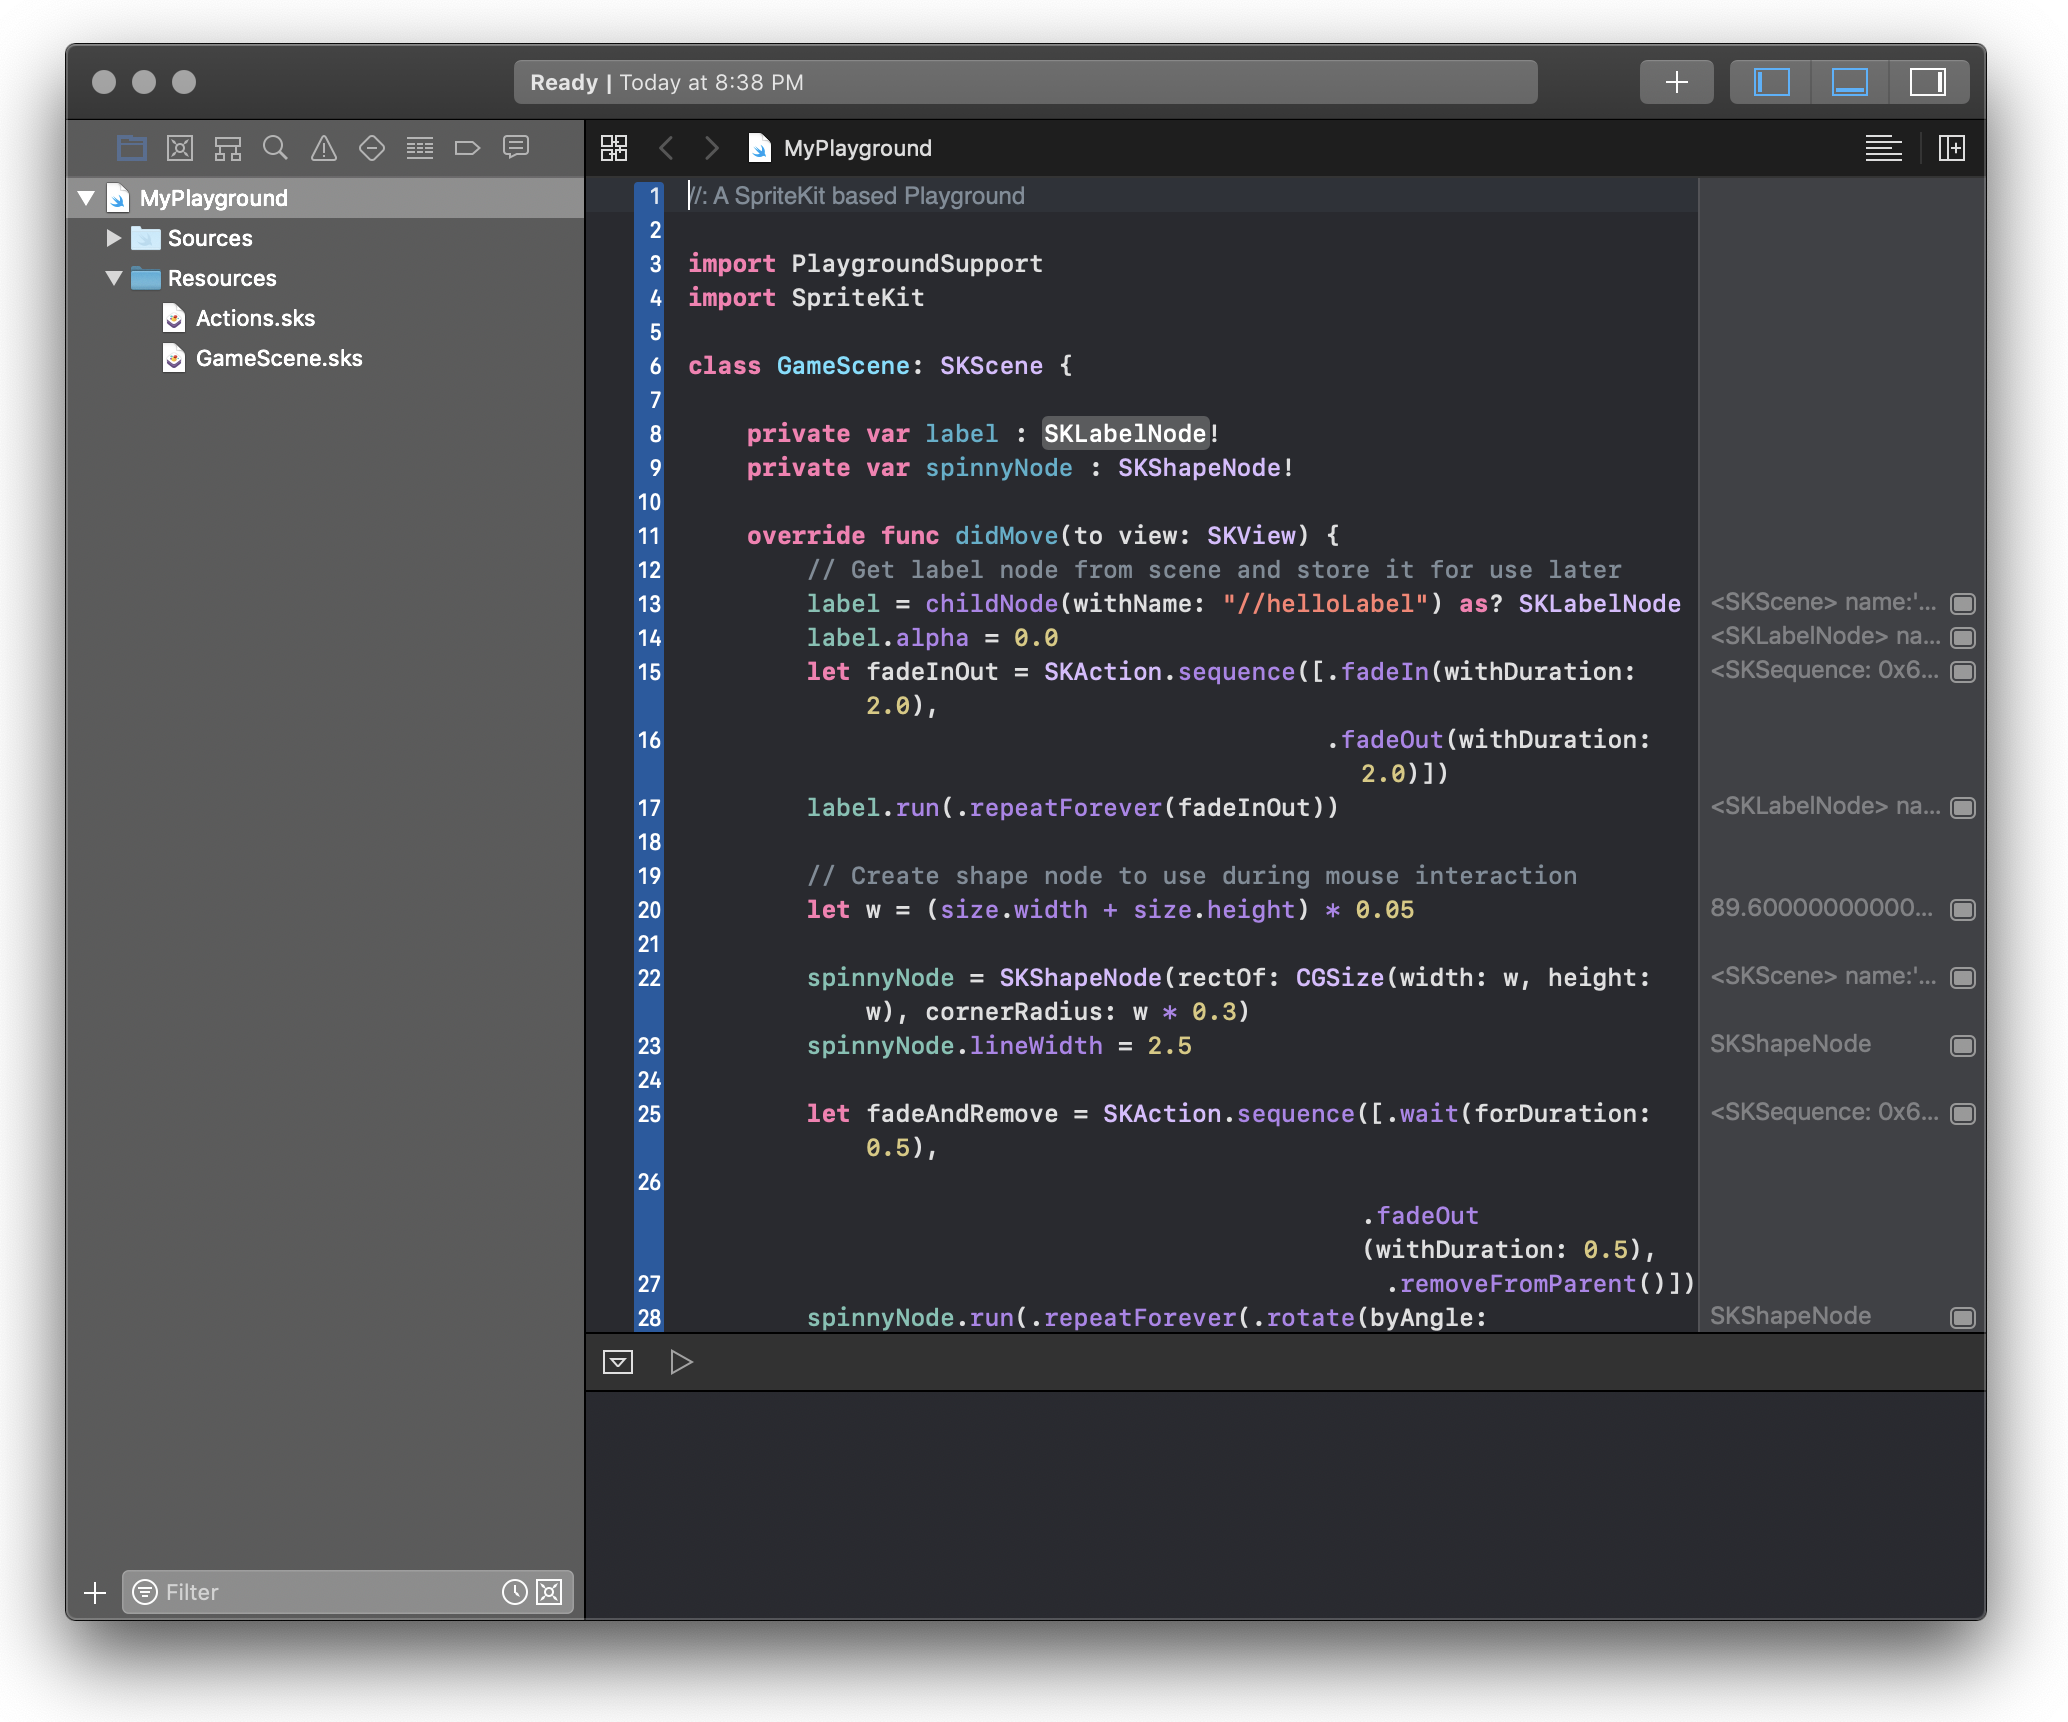 Ready | Today at 8:38 PM
MyPlayground
MyPlayground
Sources
Resources
Actions.sks
GameScene.sks
1 //: A SpriteKit based Playground
2
3 import PlaygroundSupport
4 import SpriteKit
5
6 class GameScene: SKScene {
7
8 private var label : SKLabelNode!
9 private var spinnyNode : SKShapeNode!
10
11 override func didMove(to view: SKView) {
12 // Get label node from scene and store it for use later
13 label = childNode(withName: "//helloLabel") as? SKLabelNode <SKScene> name:'...
14 label.alpha = 0.0 <SKLabelNode> na...
15 let fadeInOut = SKAction.sequence([.fadeIn(withDuration: <SKSequence: 0x6...
2.0),
16 .fadeOut(withDuration:
2.0)])
17 label.run(.repeatForever(fadeInOut)) <SKLabelNode> na...
18
19 // Create shape node to use during mouse interaction
20 let w = (size.width + size.height) * 0.05 89.60000000000...
21
22 spinnyNode = SKShapeNode(rectOf: CGSize(width: w, height: <SKScene> name:'...
w), cornerRadius: w * 0.3)
23 spinnyNode.lineWidth = 2.5 SKShapeNode
24
25 let fadeAndRemove = SKAction.sequence([.wait(forDuration: <SKSequence: 0x6...
0.5),
26
.fadeOut
(withDuration: 0.5),
27 .removeFromParent()])
28 spinnyNode.run(.repeatForever(.rotate(byAngle: SKShapeNode
Filter